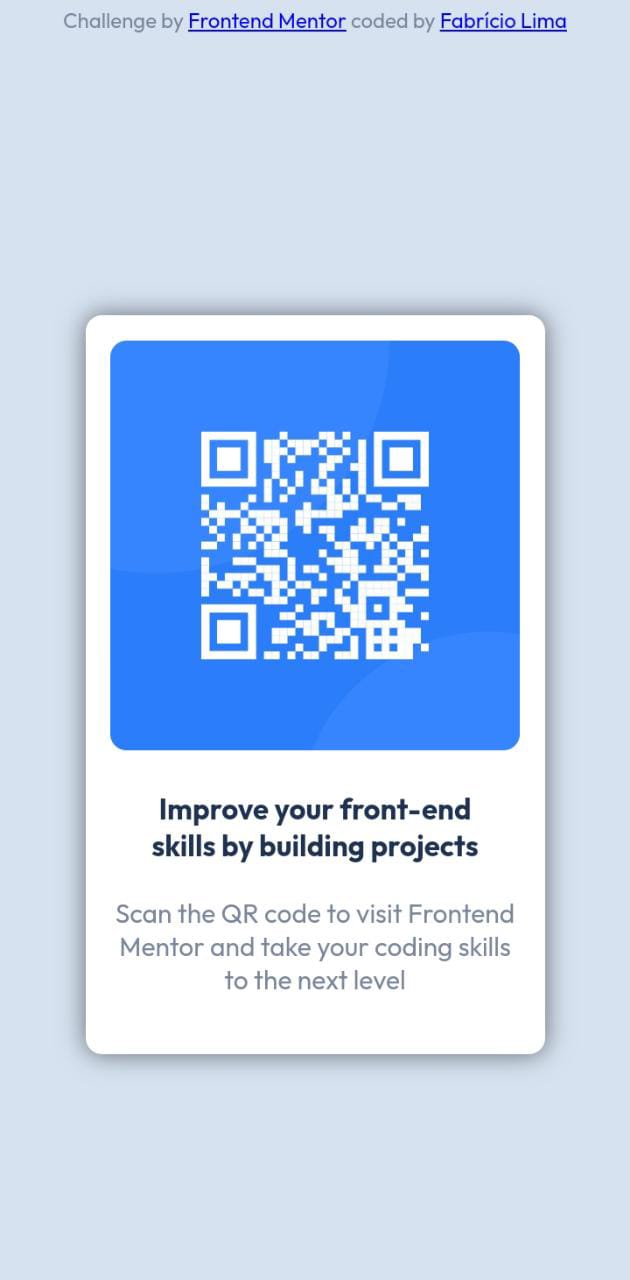 Challenge by Frontend Mentor coded by Fabrício Lima
Improve your front-end
skills by building projects
Scan the QR code to visit Frontend
Mentor and take your coding skills
to the next level